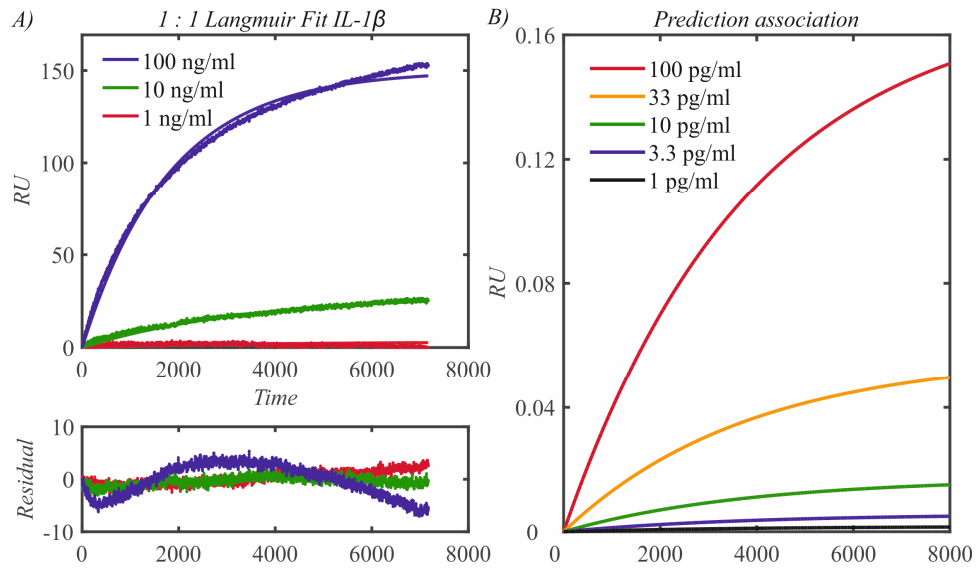 A)
1 : 1 Langmuir Fit IL-1β
150
100
50
0
RU
100 ng/ml
10 ng/ml
1 ng/ml
0
2000
4000
6000
8000
Time
10
0
-10
Residual
0
2000
4000
6000
8000
B)
Prediction association
0.16
0.12
0.08
0.04
0
RU
100 pg/ml
33 pg/ml
10 pg/ml
3.3 pg/ml
1 pg/ml
0
2000
4000
6000
8000